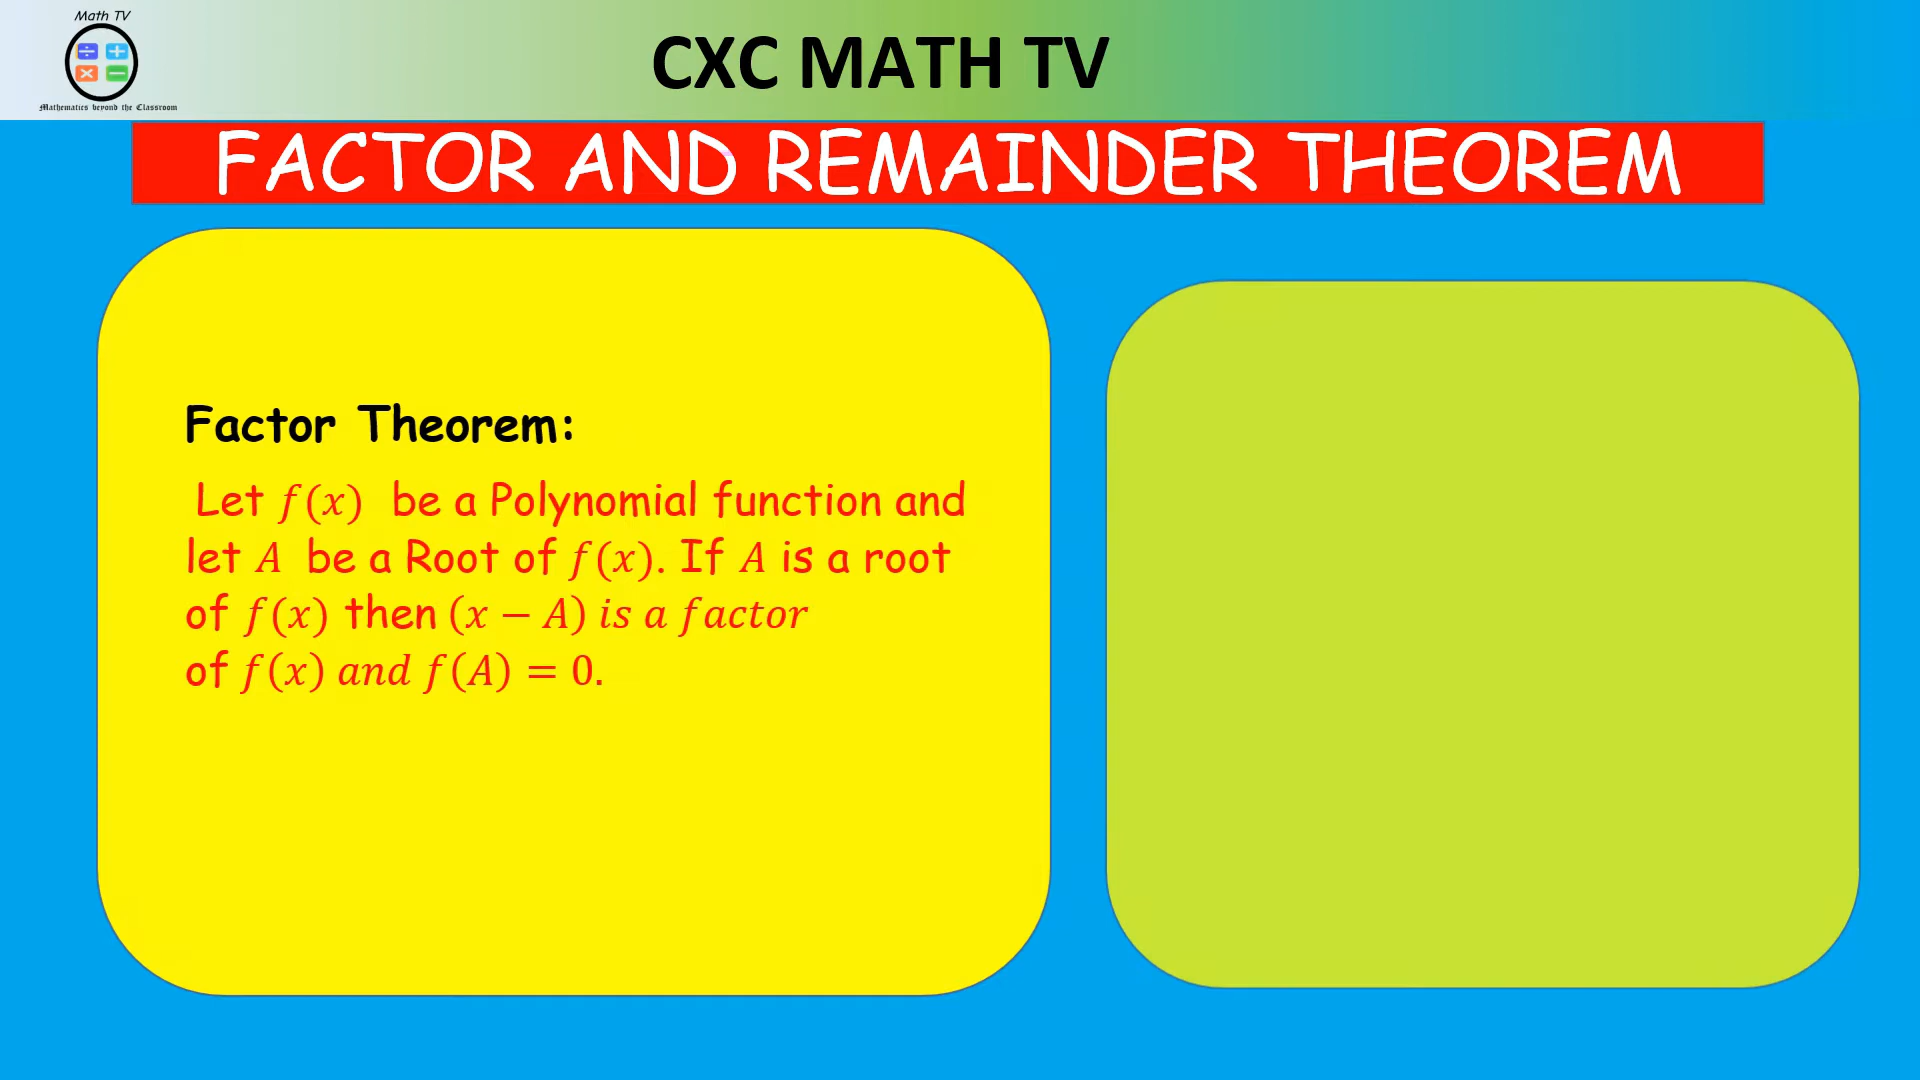 Math TV
Mathematics beyond the Classroom
CXC MATH TV
FACTOR AND REMAINDER THEOREM
Factor Theorem:
Let f(x) be a Polynomial function and
let A be a Root of f(x). If A is a root
of f(x) then (x − A) is a factor
of f(x) and f(A) = 0.